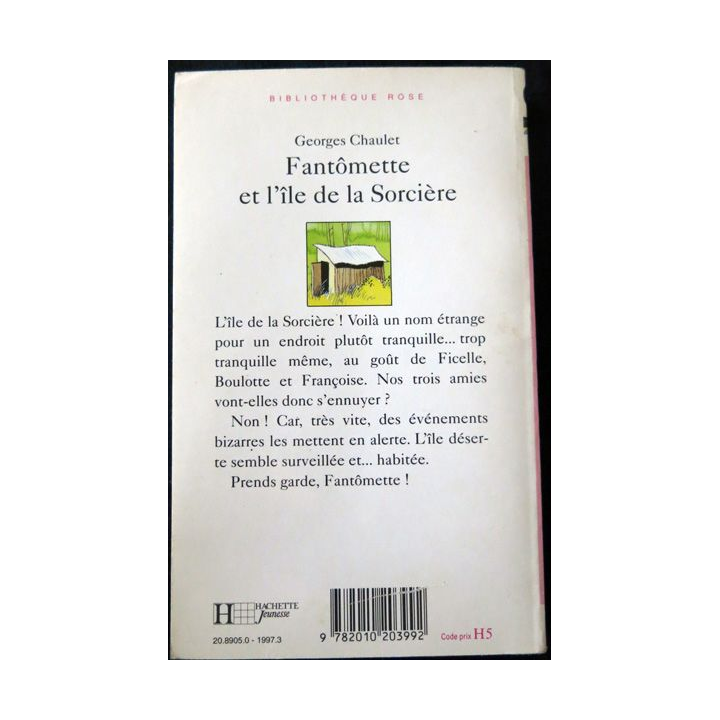 BIBLIOTHÈQUE ROSE
Georges Chaulet
Fantômette
et l'île de la Sorcière
L'île de la Sorcière ! Voilà un nom étrange
pour un endroit plutôt tranquille... trop
tranquille même, au goût de Ficelle,
Boulotte et Françoise. Nos trois amies
vont-elles donc s'ennuyer ?
Non ! Car, très vite, des événements
bizarres les mettent en alerte. L'île déser-
te semble surveillée et... habitée.
Prends garde, Fantômette !
H HACHETTE
Jeunesse
20.8905.0 - 1997.3
9 782010 203992
Code prix H5